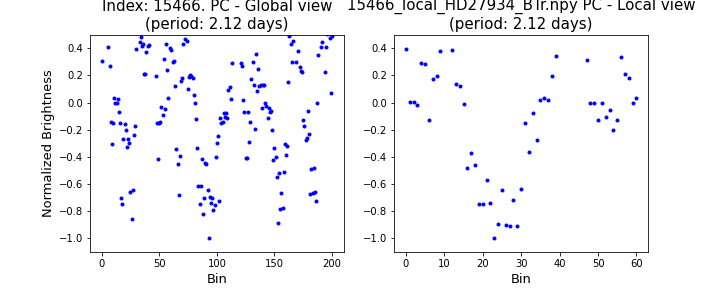 Index: 15466. PC - Global view
(period: 2.12 days)
15466_local_HD27934_BTr.npy PC - Local view
(period: 2.12 days)
Normalized Brightness
0.4
0.2
0.0
−0.2
−0.4
−0.6
−0.8
−1.0
0 50 100 150 200
Bin
0.4
0.2
0.0
−0.2
−0.4
−0.6
−0.8
−1.0
0 10 20 30 40 50 60
Bin